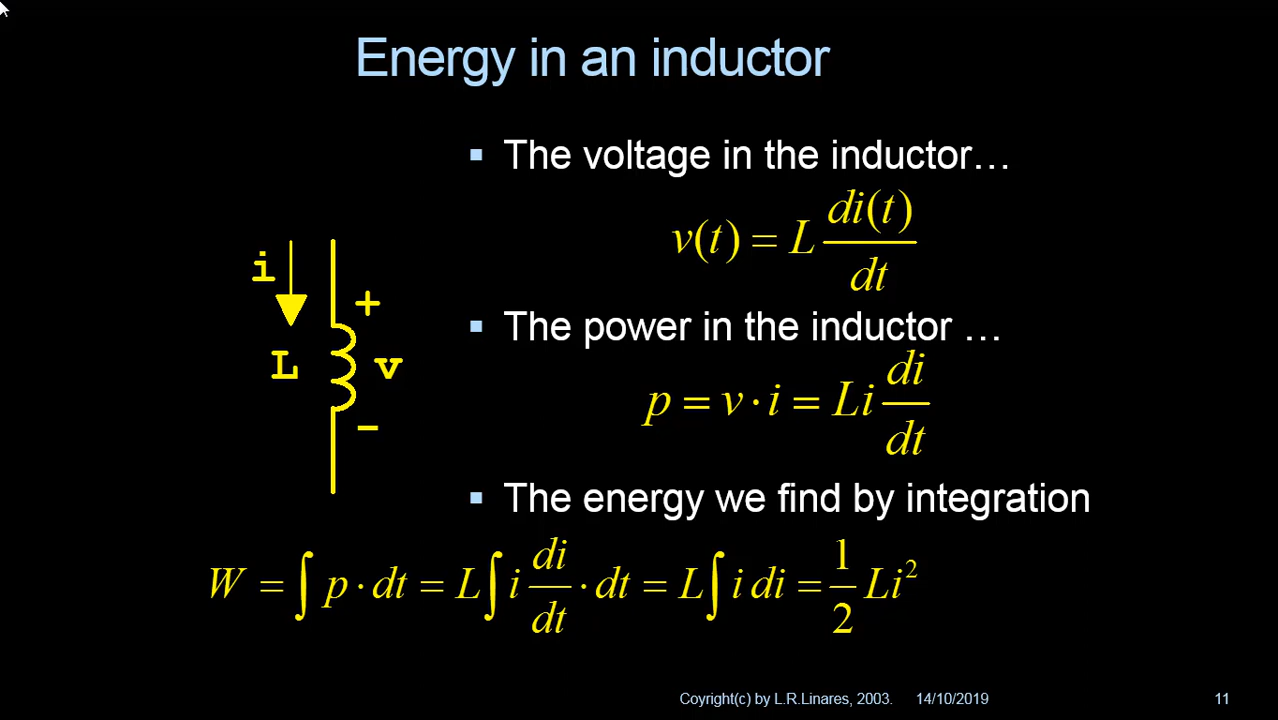 Energy in an inductor
▪ The voltage in the inductor…
v(t) = L di(t)/dt
i
+
L
v
−
▪ The power in the inductor …
p = v · i = Li di/dt
▪ The energy we find by integration
W = ∫ p · dt = L ∫ i di/dt · dt = L ∫ i di = 1/2 Li²
Coyright(c) by L.R.Linares, 2003. 14/10/2019 11